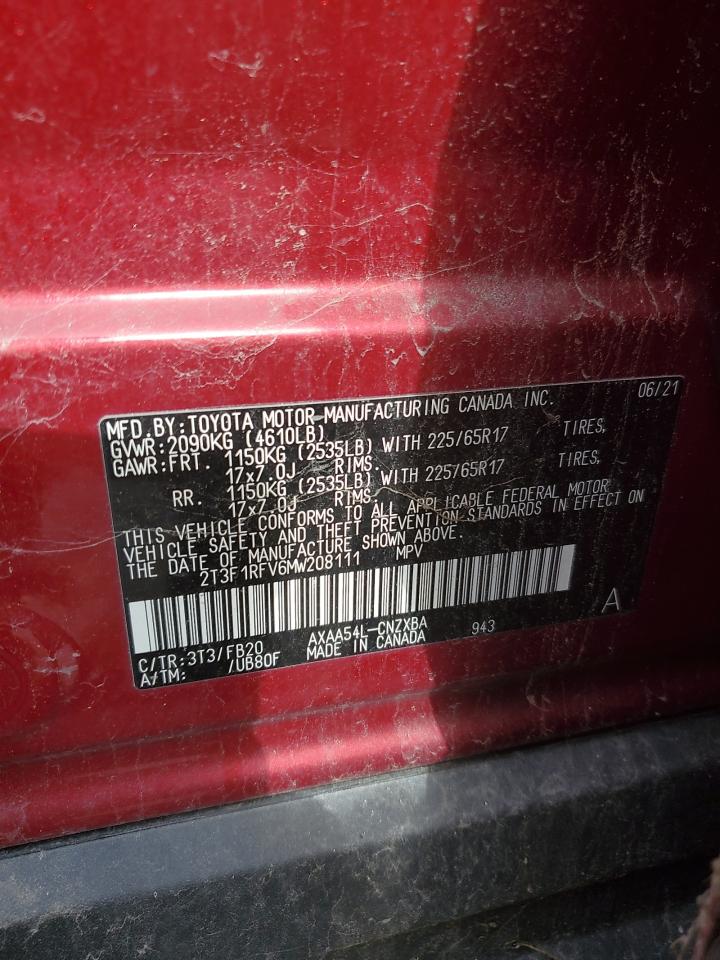 06/21
MFD.BY:TOYOTA MOTOR MANUFACTURING CANADA INC.
GVWR:2090KG (4610LB)
GAWR:FRT. 1150KG (2535LB) WITH 225/65R17 TIRES,
17x7.0J RIMS.
RR. 1150KG (2535LB) WITH 225/65R17 TIRES,
17x7.0J RIMS.
THIS VEHICLE CONFORMS TO ALL APPLICABLE FEDERAL MOTOR
VEHICLE SAFETY AND THEFT PREVENTION STANDARDS IN EFFECT ON
THE DATE OF MANUFACTURE SHOWN ABOVE.
2T3F1RFV6MW208111 MPV
A
AXAA54L-CNZXBA 943
C/TR:3T3/FB20 MADE IN CANADA
A/TM: /UB80F